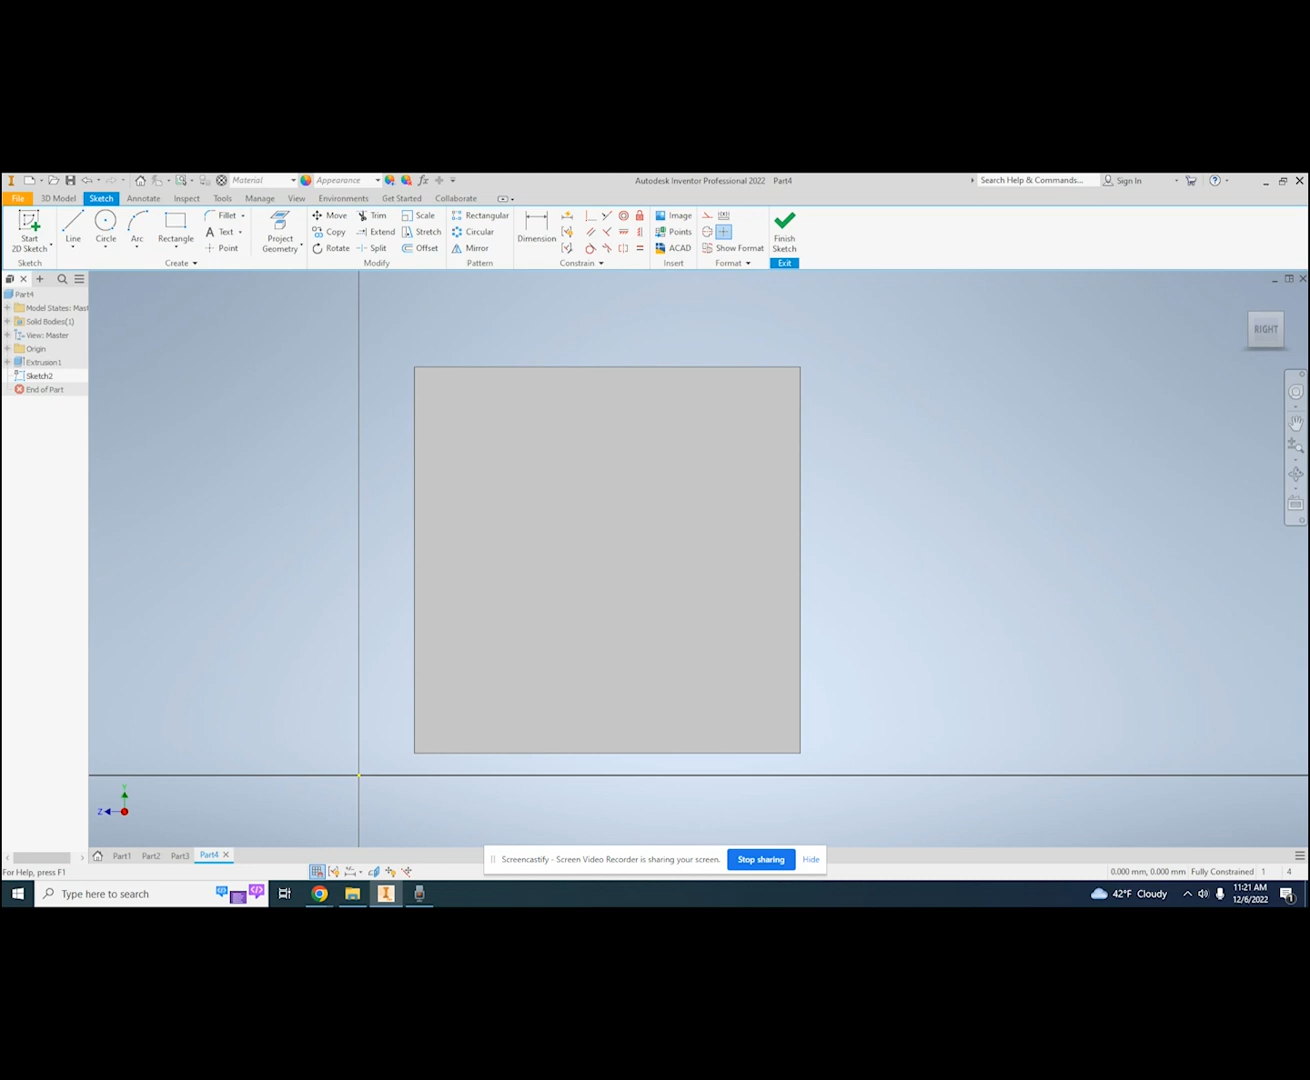 Material
Appearance
Autodesk Inventor Professional 2022 Part4
Search Help & Commands...
Sign In
File 3D Model Sketch Annotate Inspect Tools Manage View Environments Get Started Collaborate
Start
2D Sketch
Line
Circle
Arc
Rectangle
Fillet
Text
Point
Project
Geometry
Move
Copy
Rotate
Trim
Extend
Split
Scale
Stretch
Offset
Rectangular
Circular
Mirror
Dimension
Image
Points
ACAD
Show Format
Finish
Sketch
Sketch
Create
Modify
Pattern
Constrain
Insert
Format
Exit
Part4
Model States: Mast
Solid Bodies(1)
View: Master
Origin
Extrusion1
Sketch2
End of Part
RIGHT
Y
Z
Part1 Part2 Part3 Part4
Screencastify - Screen Video Recorder is sharing your screen. Stop sharing Hide
For Help, press F1
0.000 mm, 0.000 mm Fully Constrained 1 4
Type here to search
42°F Cloudy
11:21 AM
12/6/2022